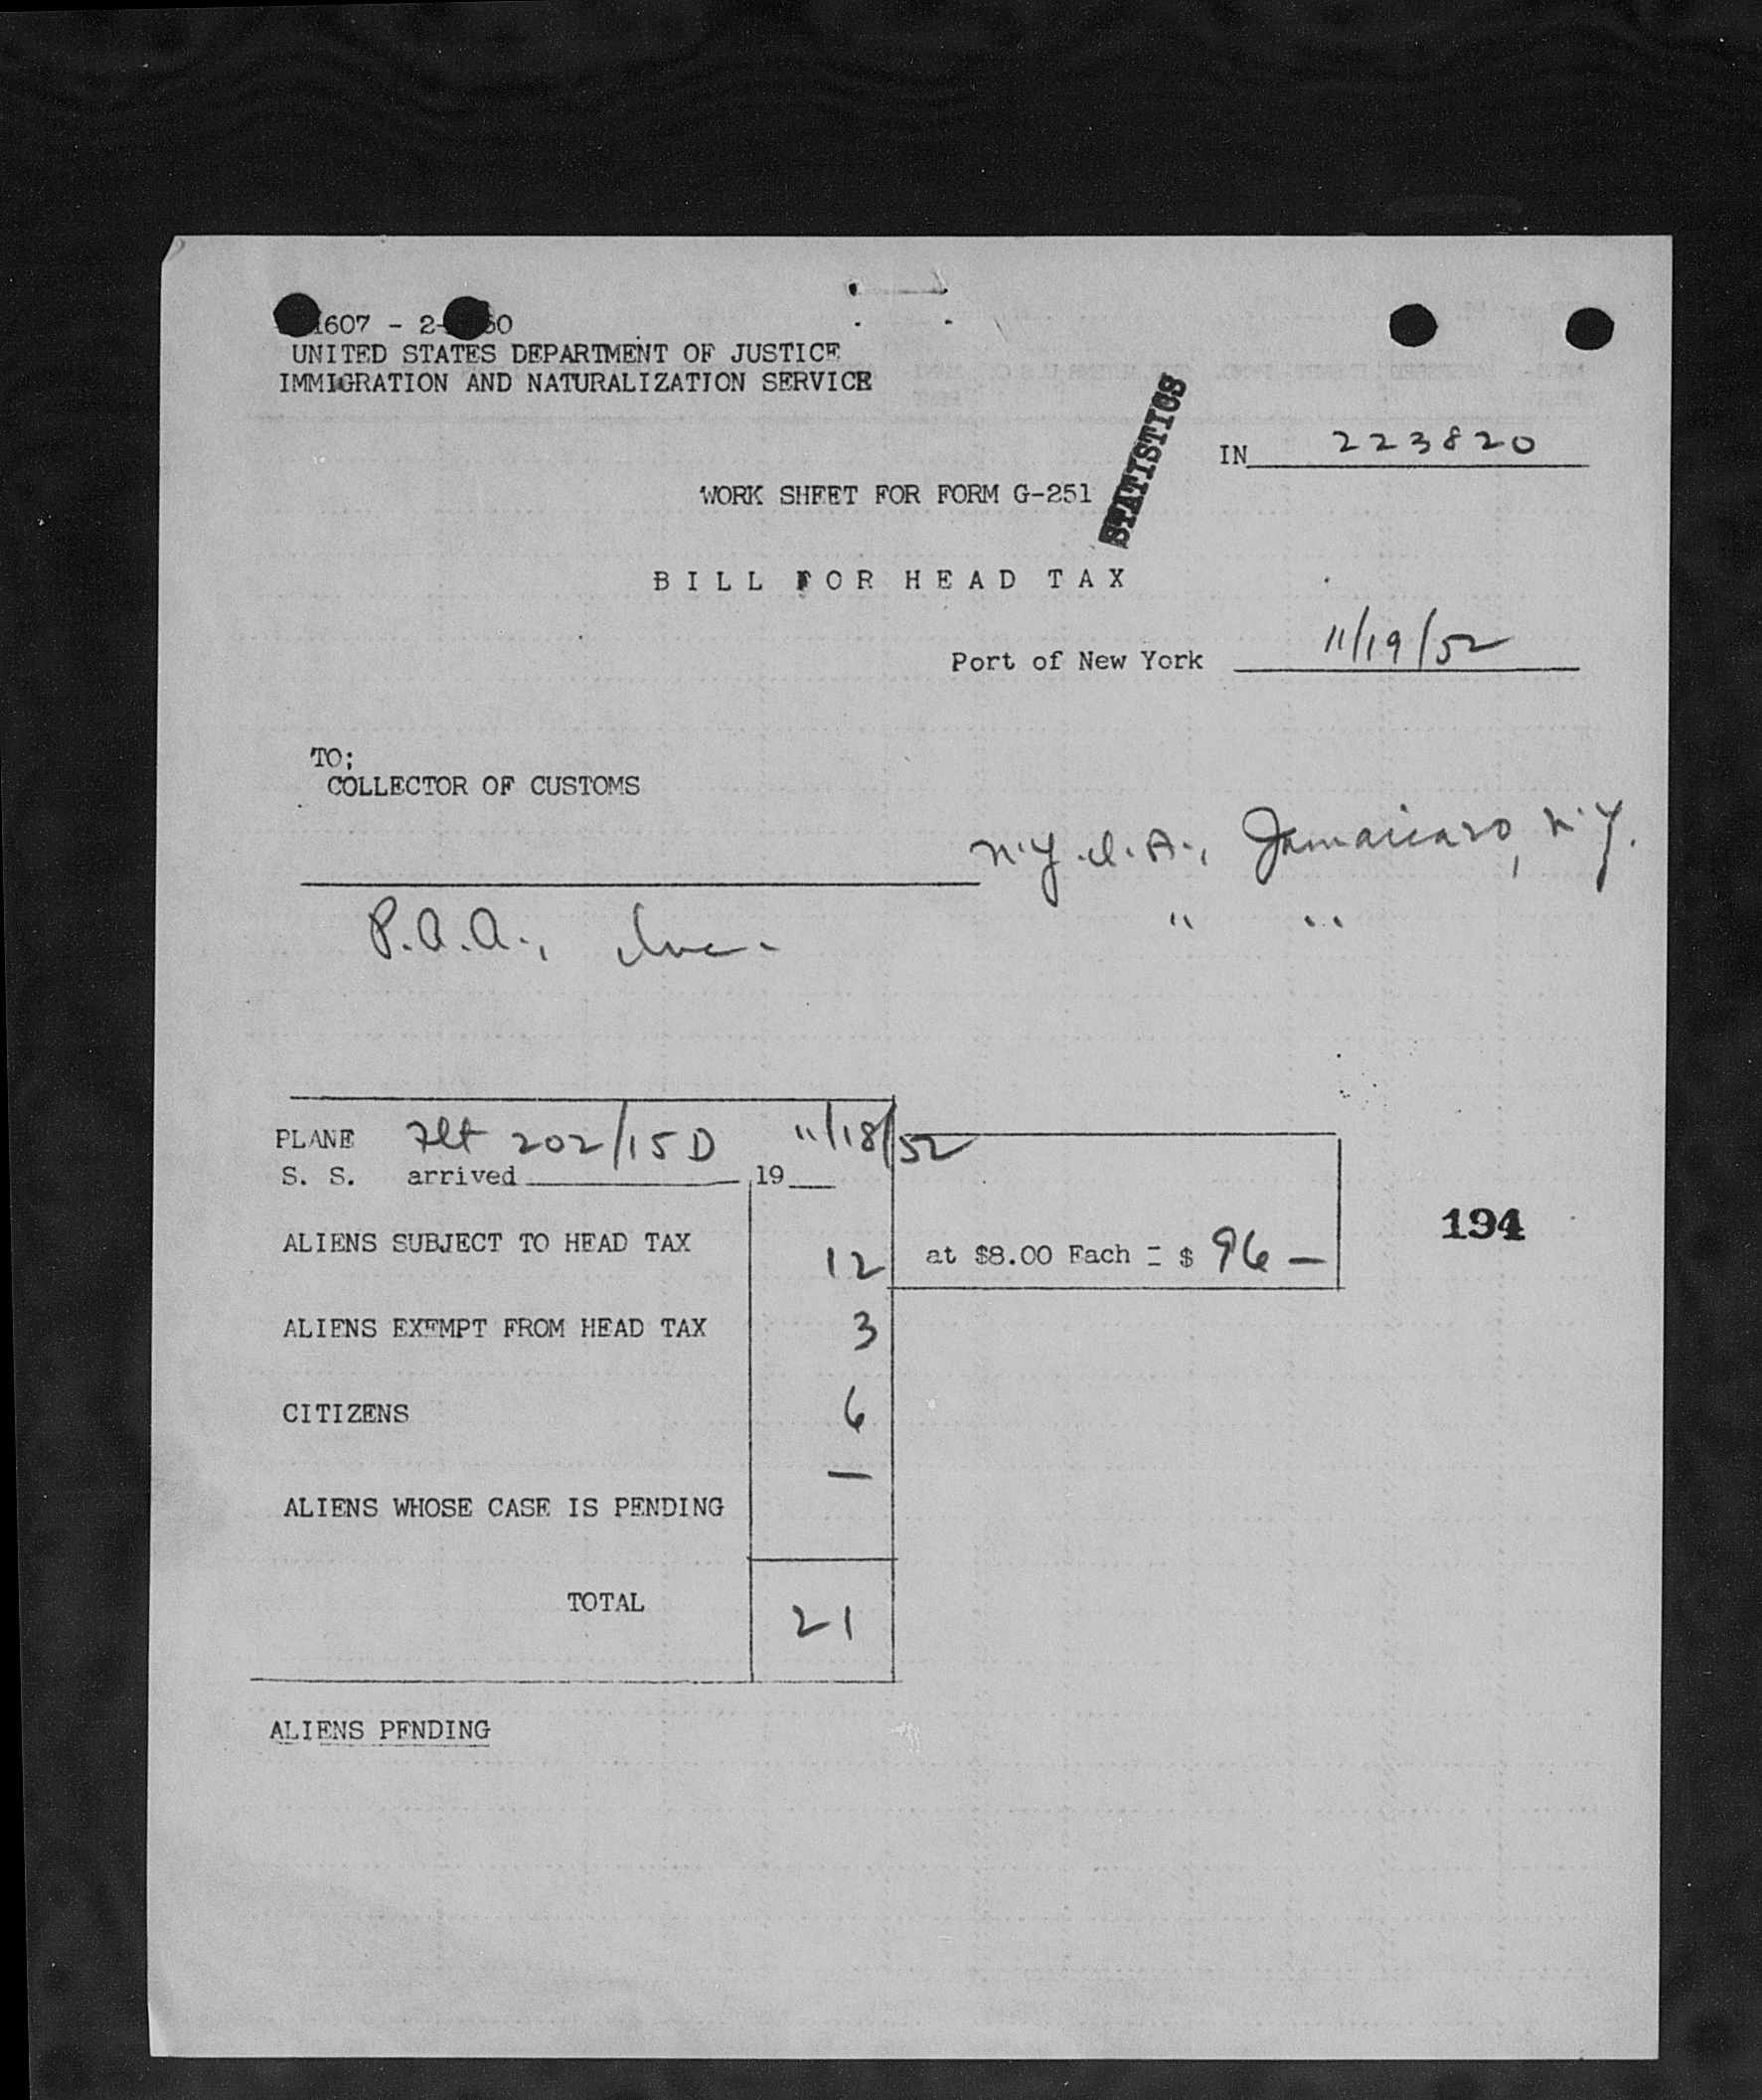 1607 - 2- 50
UNITED STATES DEPARTMENT OF JUSTICE
IMMIGRATION AND NATURALIZATION SERVICE
STATISTICS
IN 223820
WORK SHEET FOR FORM G-251
BILL FOR HEAD TAX
Port of New York 11/19/52
TO;
COLLECTOR OF CUSTOMS
N.Y.I.A., Jamaica, N.Y.
P.A.A., Inc. " "
PLANE Flt 202/15D 11/18/52
S. S. arrived 19
ALIENS SUBJECT TO HEAD TAX 12 at $8.00 Each = $ 96 —
194
ALIENS EXEMPT FROM HEAD TAX 3
CITIZENS 6
ALIENS WHOSE CASE IS PENDING —
TOTAL 21
ALIENS PENDING